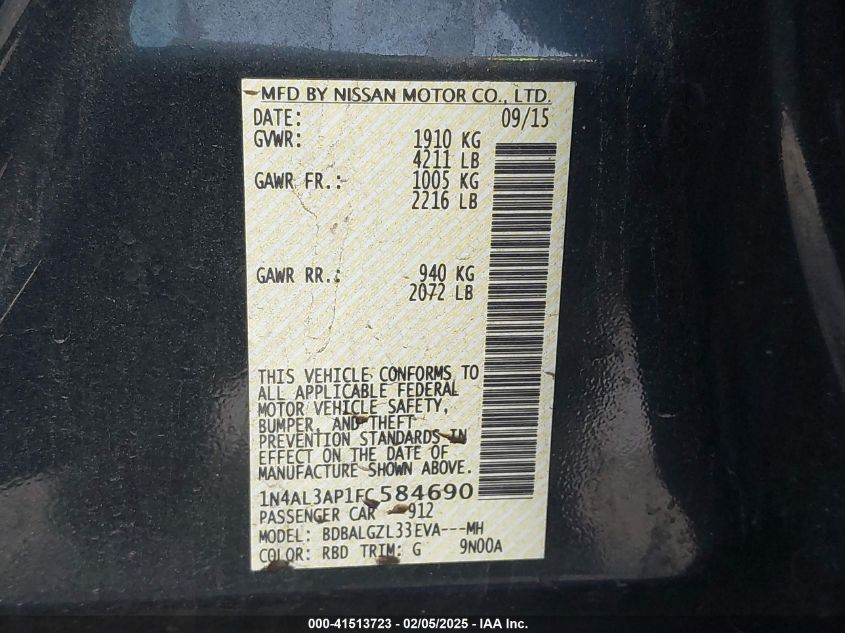 MFD BY NISSAN MOTOR CO., LTD.
DATE: 09/15
GVWR: 1910 KG
4211 LB
GAWR FR.: 1005 KG
2216 LB
GAWR RR.: 940 KG
2072 LB
THIS VEHICLE CONFORMS TO
ALL APPLICABLE FEDERAL
MOTOR VEHICLE SAFETY,
BUMPER, AND THEFT
PREVENTION STANDARDS IN
EFFECT ON THE DATE OF
MANUFACTURE SHOWN ABOVE.
1N4AL3AP1FC584690
PASSENGER CAR 912
MODEL: BDBALGZL33EVA---MH
COLOR: RBD TRIM: G 9N00A
000-41513723 - 02/05/2025 - IAA Inc.